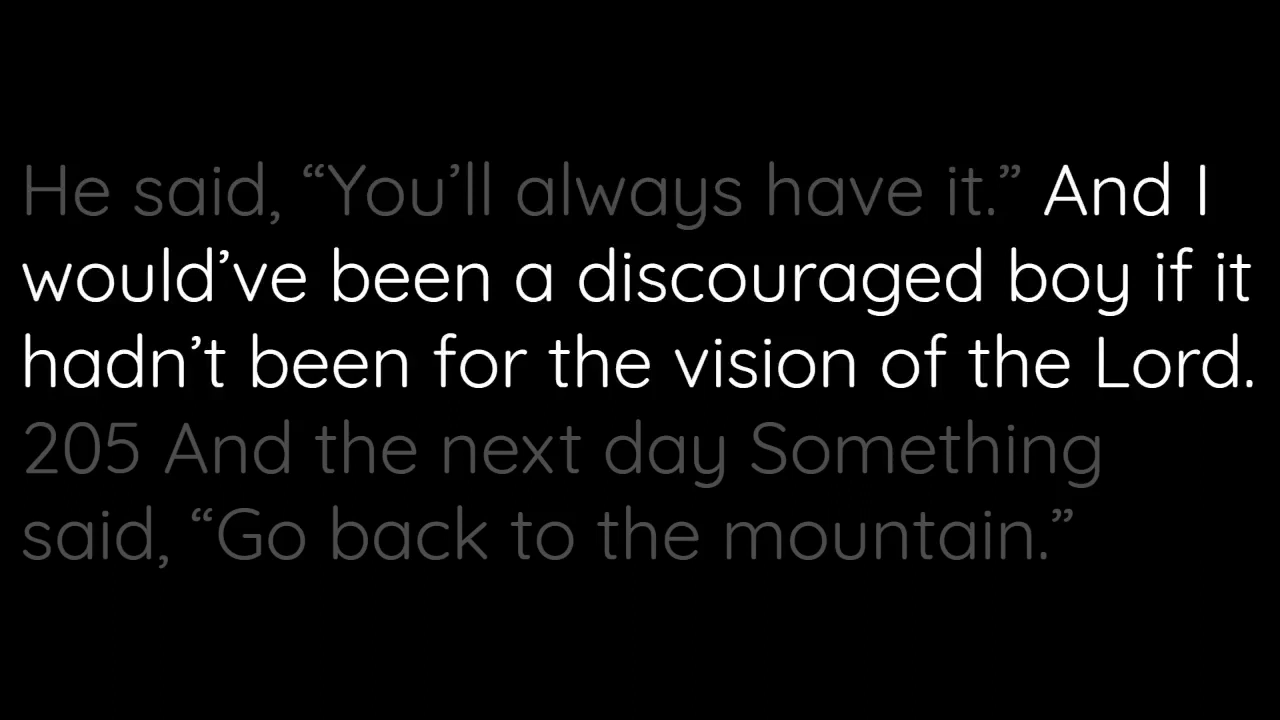 He said, “You’ll always have it.” And I
would’ve been a discouraged boy if it
hadn’t been for the vision of the Lord.
205 And the next day Something
said, “Go back to the mountain.”